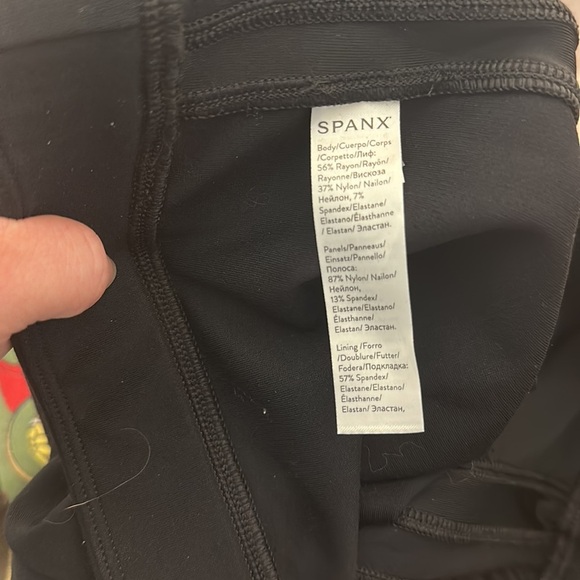 SPANX
Body/Cuerpo/Corps
/Corpetto/Лиф:
56% Rayon/Rayón/
Rayonne/Вискоза
37% Nylon/ Nailon/
Нейлон, 7%
Spandex/Elastane/
Elastano/Élasthanne
/ Elastan/ Эластан.
Panels/Panneaus/
Einsatz/Pannello/
Полоса:
87% Nylon/ Nailon/
Нейлон,
13% Spandex/
Elastane/Elastano/
Élasthanne/
Elastan/ Эластан.
Lining /Forro
/Doublure/Futter/
Fodera/Подкладка:
57% Spandex/
Elastane/Elastano/
Élasthanne/
Elastan/ Эластан,